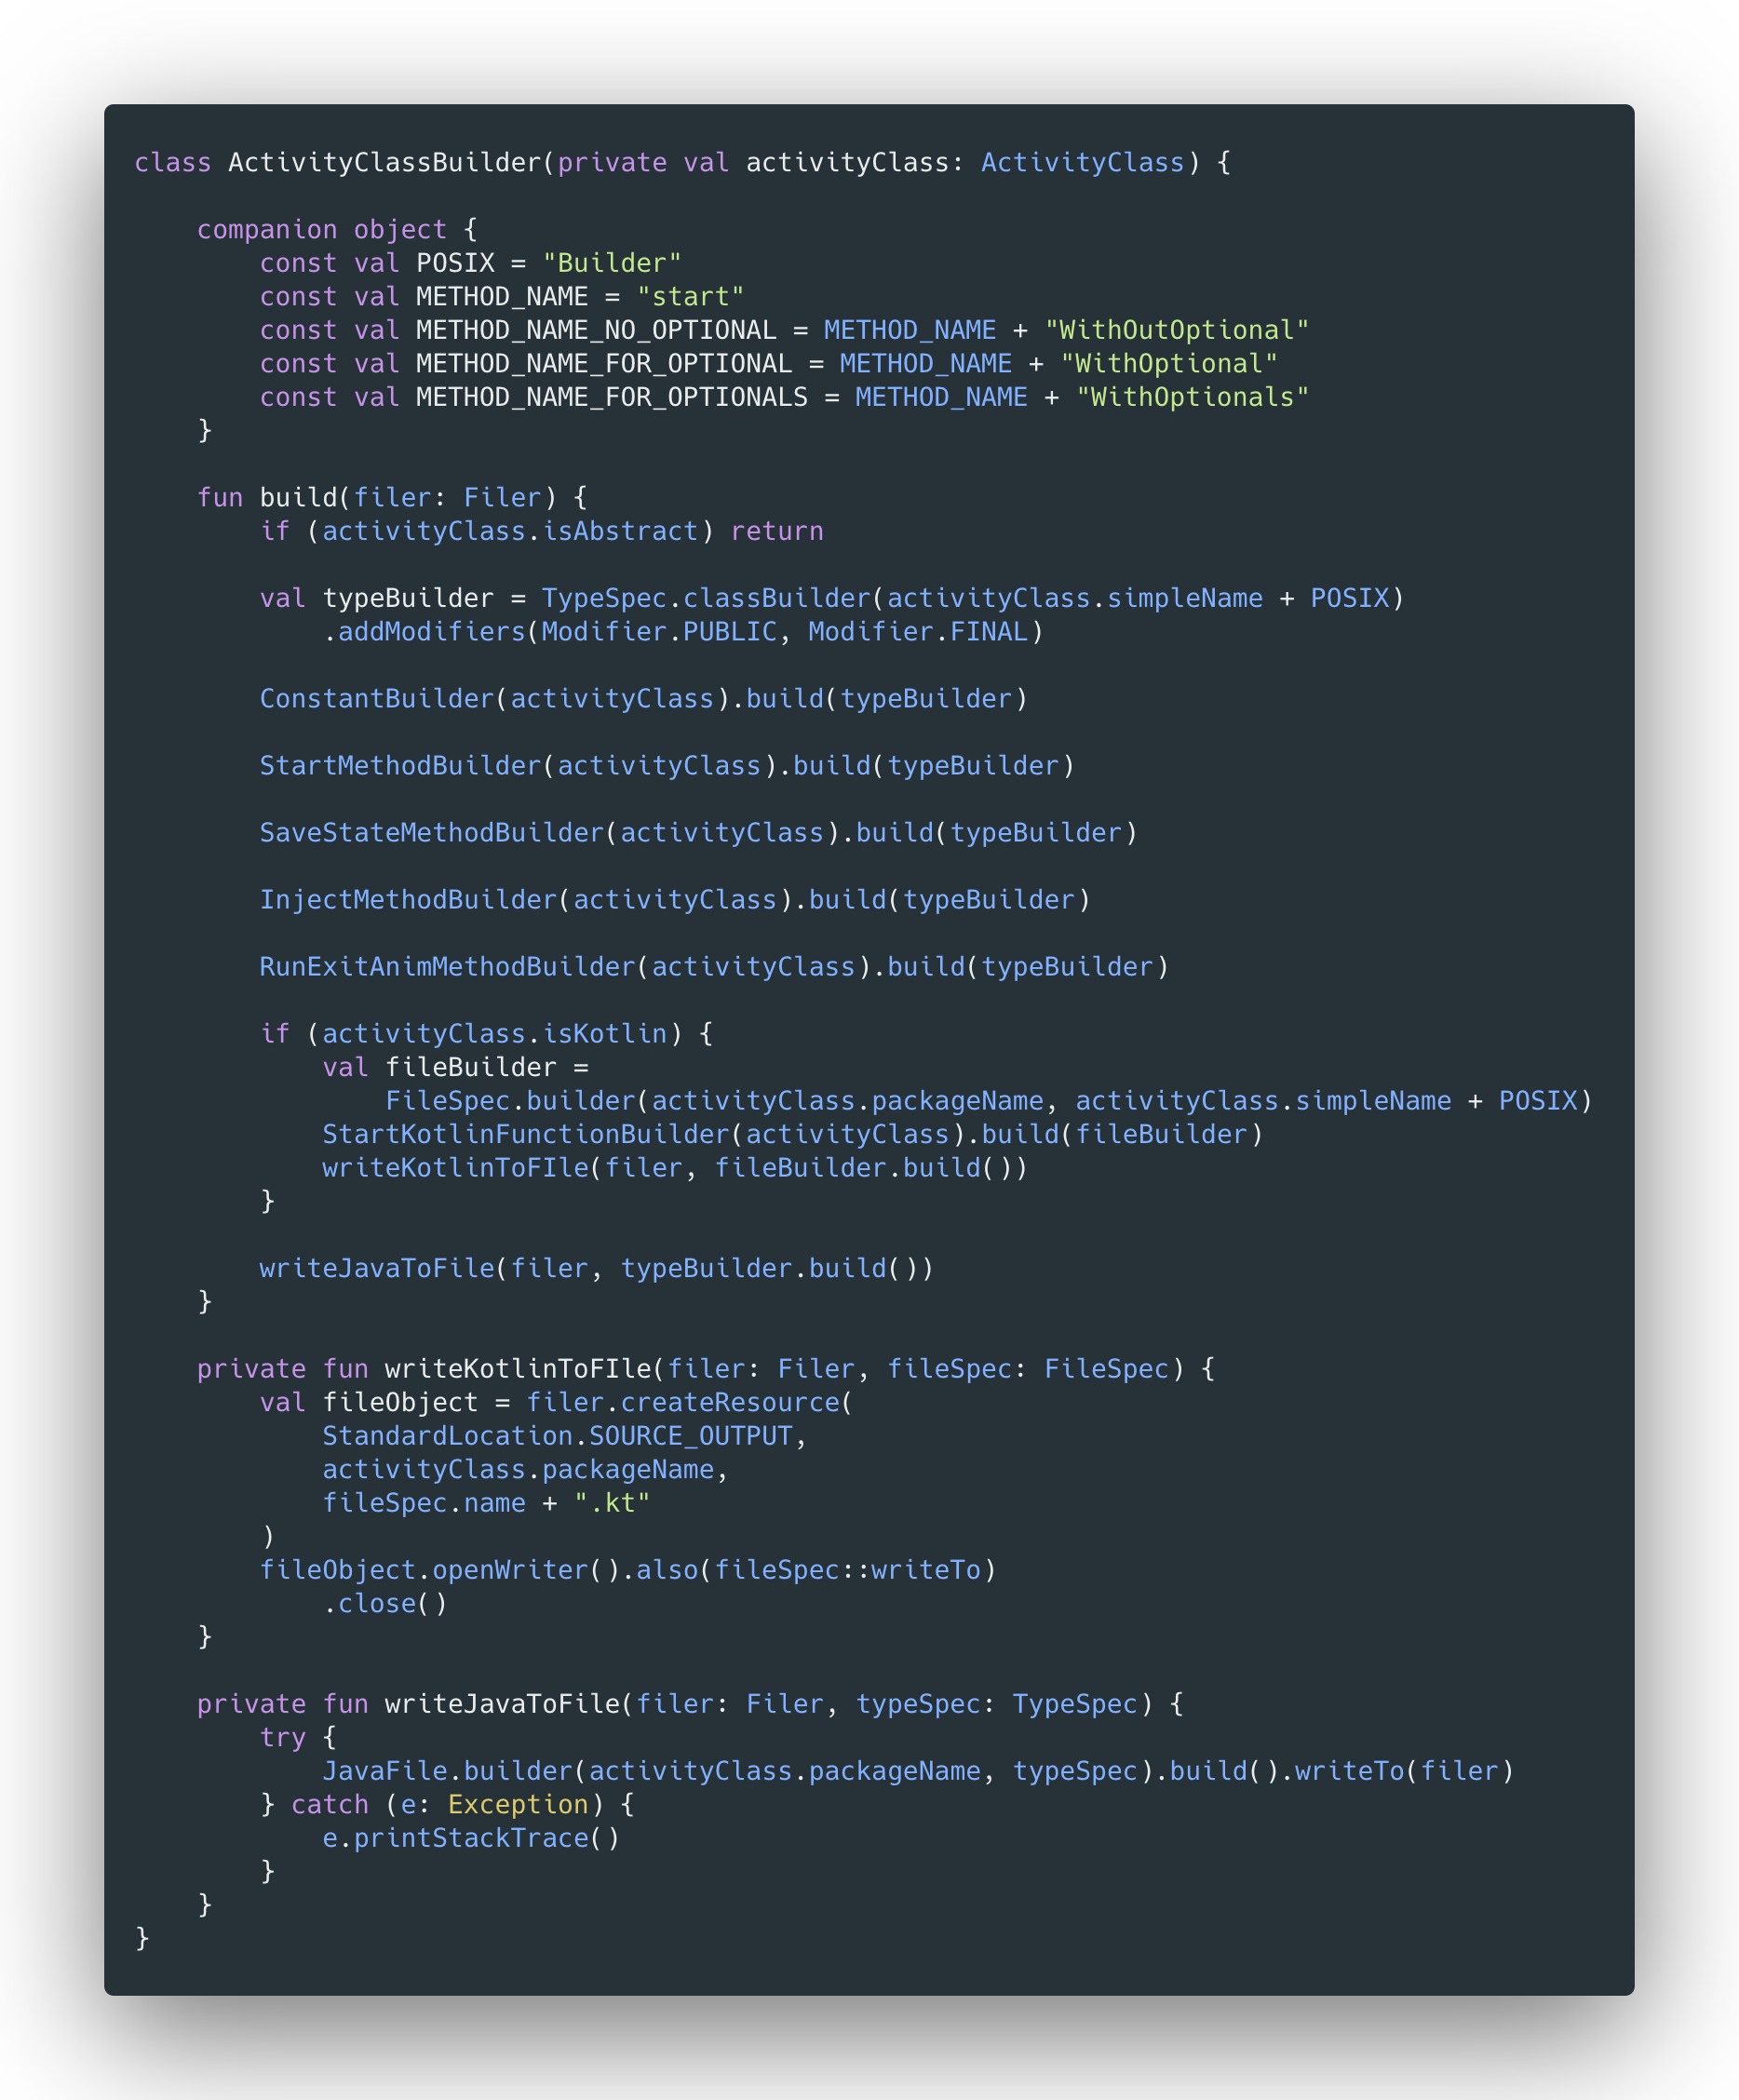 class ActivityClassBuilder(private val activityClass: ActivityClass) {

    companion object {
        const val POSIX = "Builder"
        const val METHOD_NAME = "start"
        const val METHOD_NAME_NO_OPTIONAL = METHOD_NAME + "WithOutOptional"
        const val METHOD_NAME_FOR_OPTIONAL = METHOD_NAME + "WithOptional"
        const val METHOD_NAME_FOR_OPTIONALS = METHOD_NAME + "WithOptionals"
    }

    fun build(filer: Filer) {
        if (activityClass.isAbstract) return

        val typeBuilder = TypeSpec.classBuilder(activityClass.simpleName + POSIX)
            .addModifiers(Modifier.PUBLIC, Modifier.FINAL)

        ConstantBuilder(activityClass).build(typeBuilder)

        StartMethodBuilder(activityClass).build(typeBuilder)

        SaveStateMethodBuilder(activityClass).build(typeBuilder)

        InjectMethodBuilder(activityClass).build(typeBuilder)

        RunExitAnimMethodBuilder(activityClass).build(typeBuilder)

        if (activityClass.isKotlin) {
            val fileBuilder =
                FileSpec.builder(activityClass.packageName, activityClass.simpleName + POSIX)
            StartKotlinFunctionBuilder(activityClass).build(fileBuilder)
            writeKotlinToFIle(filer, fileBuilder.build())
        }

        writeJavaToFile(filer, typeBuilder.build())
    }

    private fun writeKotlinToFIle(filer: Filer, fileSpec: FileSpec) {
        val fileObject = filer.createResource(
            StandardLocation.SOURCE_OUTPUT,
            activityClass.packageName,
            fileSpec.name + ".kt"
        )
        fileObject.openWriter().also(fileSpec::writeTo)
            .close()
    }

    private fun writeJavaToFile(filer: Filer, typeSpec: TypeSpec) {
        try {
            JavaFile.builder(activityClass.packageName, typeSpec).build().writeTo(filer)
        } catch (e: Exception) {
            e.printStackTrace()
        }
    }
}